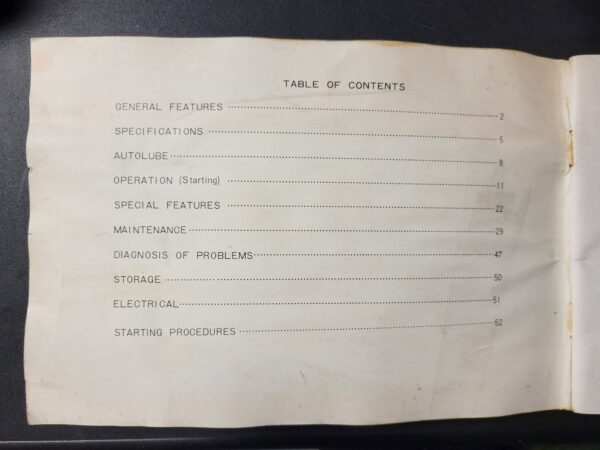 TABLE OF CONTENTS
GENERAL FEATURES 2
SPECIFICATIONS 5
AUTOLUBE 8
OPERATION (Starting) 11
SPECIAL FEATURES 22
MAINTENANCE 29
DIAGNOSIS OF PROBLEMS 47
STORAGE 50
ELECTRICAL 51
STARTING PROCEDURES 52